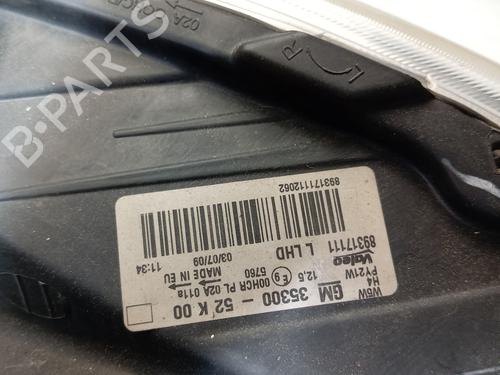 B-PARTS
02A
R L
89317112062
89317111 L LHD
Valeo 12.6 E9 5760
H4 W5W
PY21W
00HCR PL 02A 011a
MADE IN EU
03/07/09 11:34
GM 35300 - 52 K 00